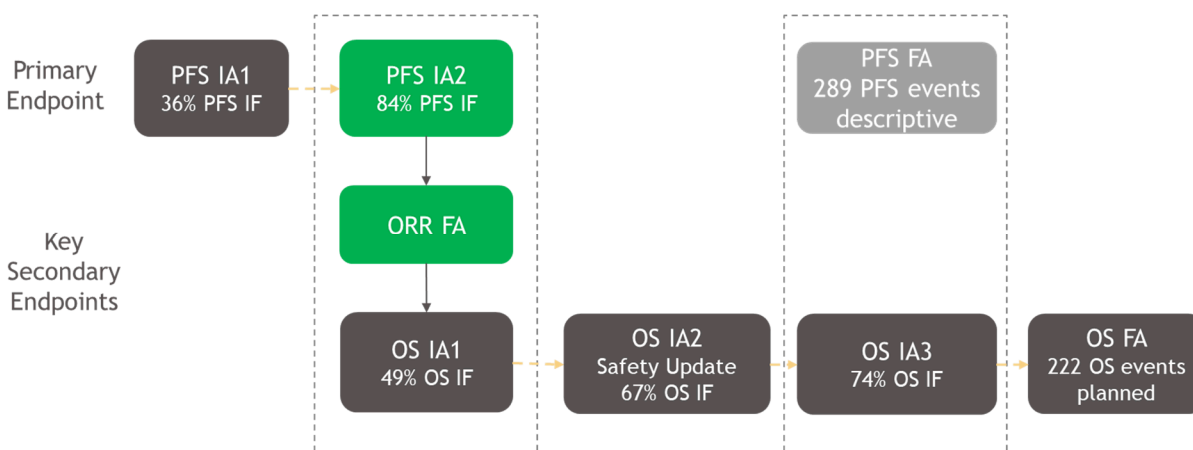 Primary
Endpoint
PFS IA1
36% PFS IF
PFS IA2
84% PFS IF
PFS FA
289 PFS events
descriptive
ORR FA
Key
Secondary
Endpoints
OS IA1
49% OS IF
OS IA2
Safety Update
67% OS IF
OS IA3
74% OS IF
OS FA
222 OS events
planned